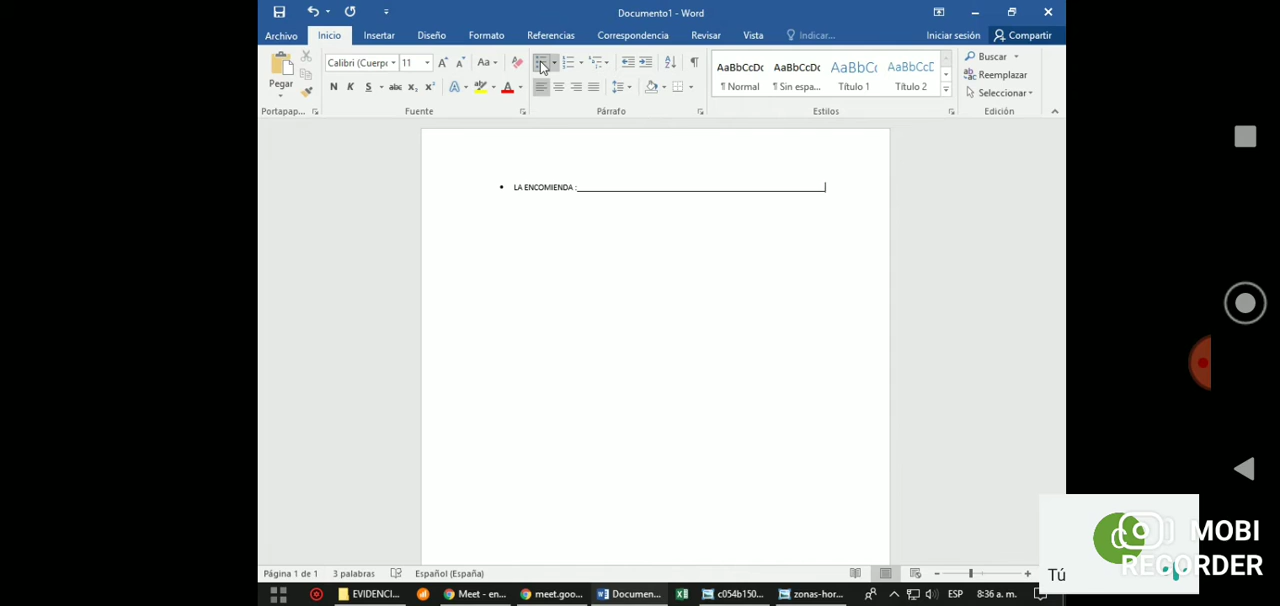 Documento1 - Word
Archivo Inicio Insertar Diseño Formato Referencias Correspondencia Revisar Vista Indicar... Iniciar sesión Compartir
Pegar
Calibri (Cuerpo 11 Aa
N K S abc x₂ x² A A
AaBbCcDc AaBbCcDc AaBbCc AaBbCcD
¶ Normal ¶ Sin espa... Título 1 Título 2
Buscar
Reemplazar
Seleccionar
Portapap... Fuente Párrafo Estilos Edición
• LA ENCOMIENDA :
Página 1 de 1 3 palabras Español (España)
EVIDENCI... Meet - en... meet.goo... Documen... c054b150... zonas-hor... ESP 8:36 a. m.
Tú
MOBI
RECORDER